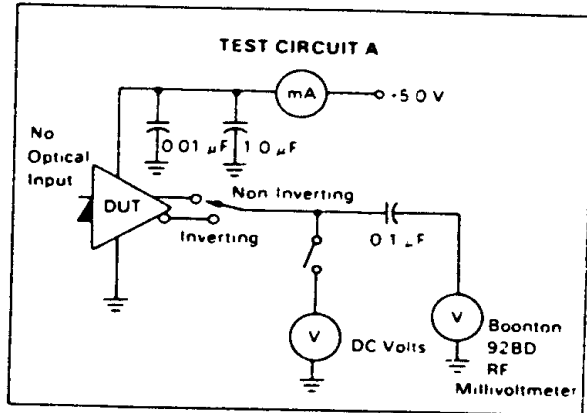 TEST CIRCUIT A
mA
-5.0 V
0.01 μF
1.0 μF
No
Optical
Input
DUT
Non Inverting
Inverting
0.1 μF
V
DC Volts
V
Boonton
92BD
RF
Millivoltmeter